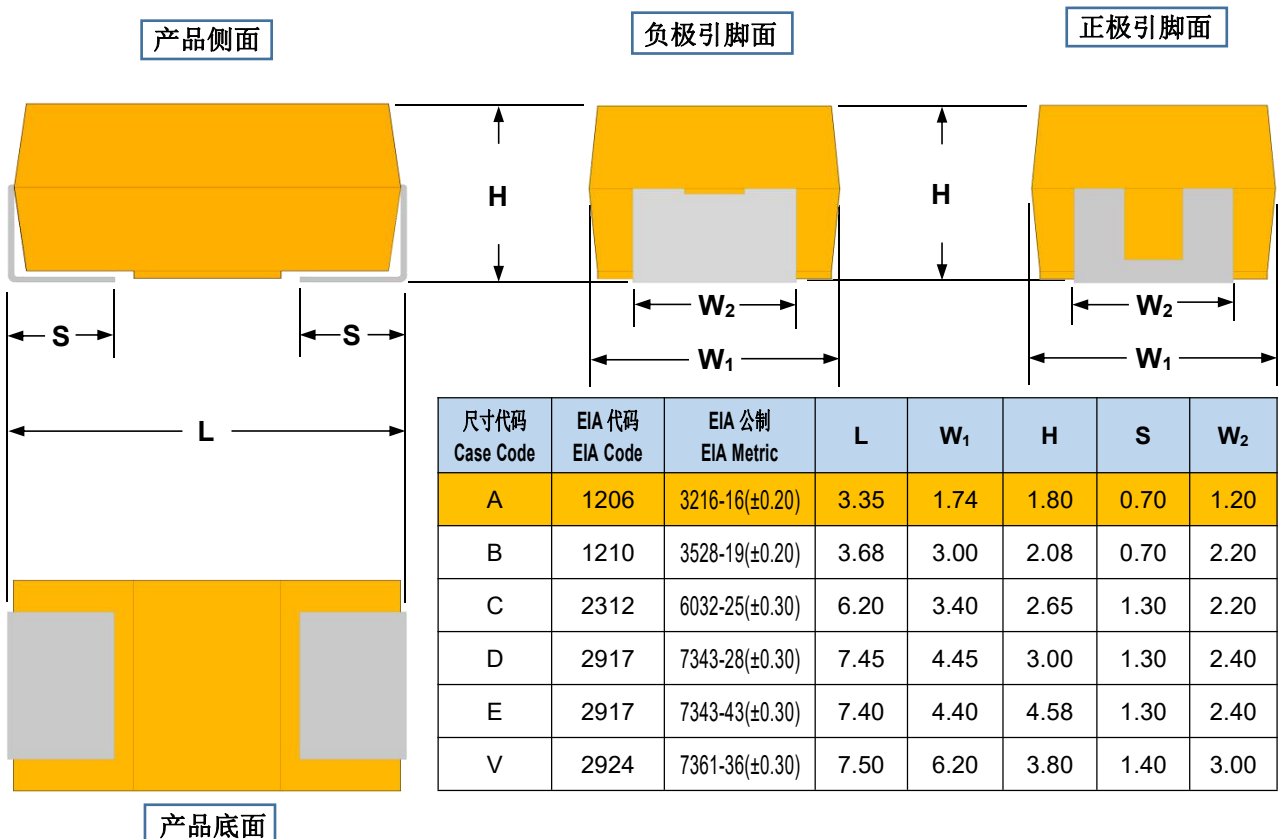 产品侧面
负极引脚面
正极引脚面
H
H
S
S
W₂
W₂
W₁
W₁
L
尺寸代码 EIA 代码 EIA 公制 L W₁ H S W₂
Case Code EIA Code EIA Metric
A 1206 3216-16(±0.20) 3.35 1.74 1.80 0.70 1.20
B 1210 3528-19(±0.20) 3.68 3.00 2.08 0.70 2.20
C 2312 6032-25(±0.30) 6.20 3.40 2.65 1.30 2.20
D 2917 7343-28(±0.30) 7.45 4.45 3.00 1.30 2.40
E 2917 7343-43(±0.30) 7.40 4.40 4.58 1.30 2.40
V 2924 7361-36(±0.30) 7.50 6.20 3.80 1.40 3.00
产品底面